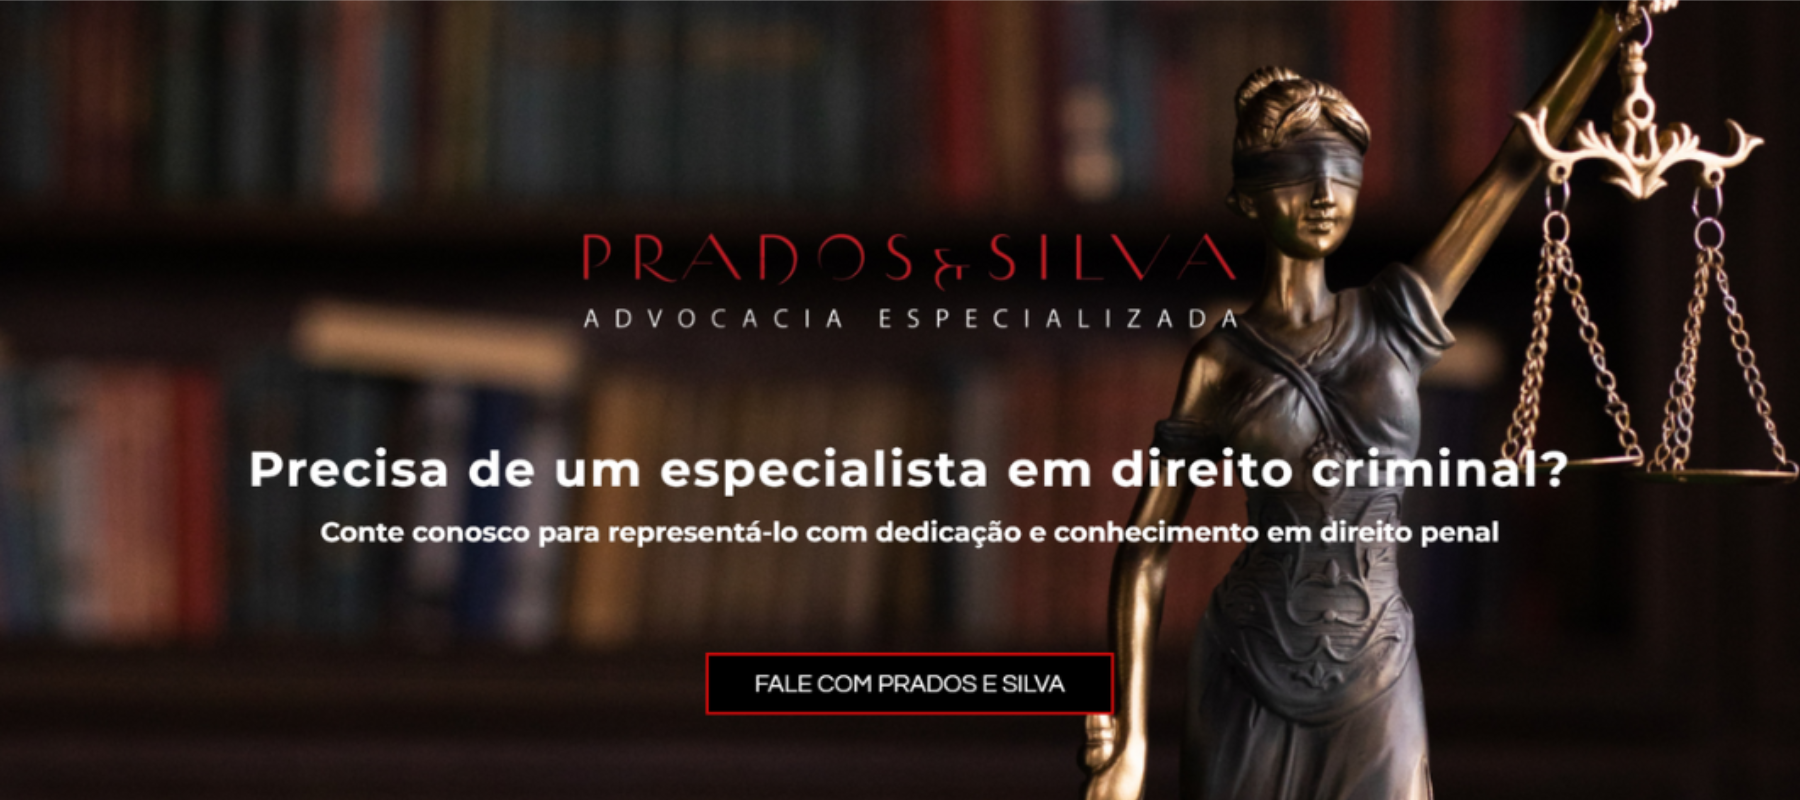 PRADOS & SILVA
ADVOCACIA ESPECIALIZADA
Precisa de um especialista em direito criminal?
Conte conosco para representá-lo com dedicação e conhecimento em direito penal
FALE COM PRADOS E SILVA